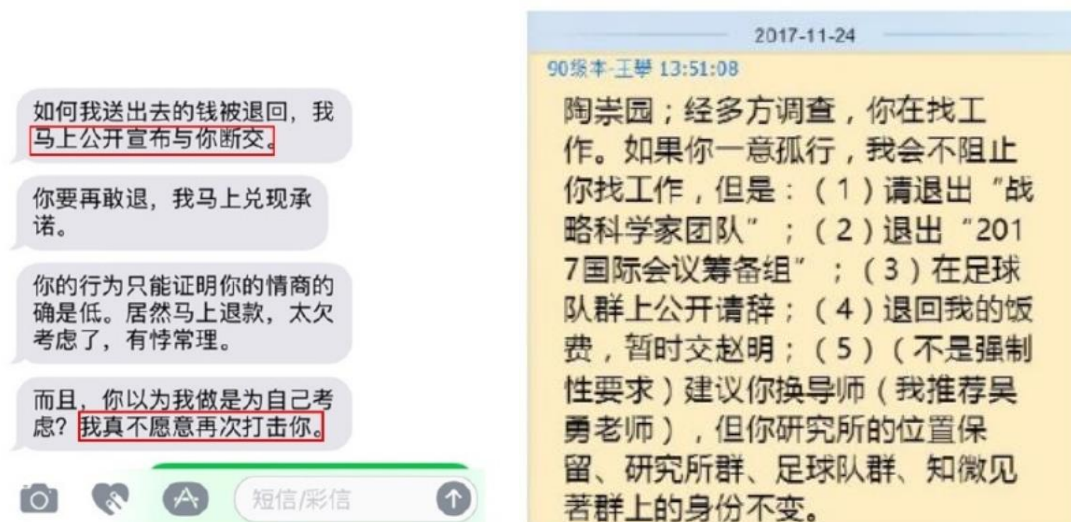 如何我送出去的钱被退回，我
马上公开宣布与你断交。
你要再敢退，我马上兑现承
诺。
你的行为只能证明你的情商的
确是低。居然马上退款，太欠
考虑了，有悖常理。
而且，你以为我做是为自己考
虑？我真不愿意再次打击你。
短信/彩信
2017-11-24
90级本-王攀 13:51:08
陶崇园；经多方调查，你在找工
作。如果你一意孤行，我会不阻止
你找工作，但是：（1）请退出“战
略科学家团队”；（2）退出“201
7国际会议筹备组”；（3）在足球
队群上公开请辞；（4）退回我的饭
费，暂时交赵明；（5）（不是强制
性要求）建议你换导师（我推荐吴
勇老师），但你研究所的位置保
留、研究所群、足球队群、知微见
著群上的身份不变。